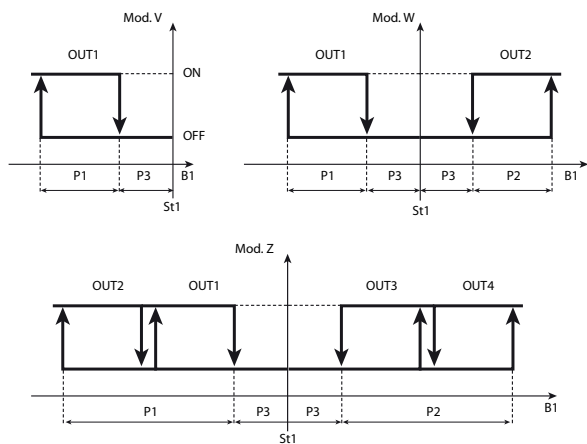 Mod. V
OUT1
ON
OFF
P1 P3 B1
St1
Mod. W
OUT1 OUT2
P1 P3 P3 P2 B1
St1
Mod. Z
OUT2 OUT1 OUT3 OUT4
P1 P3 P3 P2 B1
St1